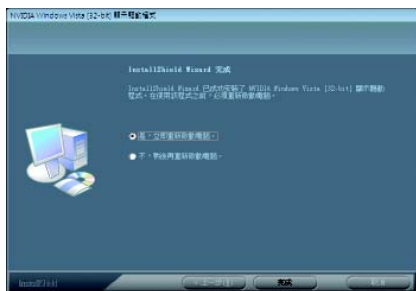 NVIDIA Windows Vista (32-bit) 顯示驅動程式
InstallShield Wizard 完成
InstallShield Wizard 已成功安裝了 NVIDIA Windows Vista (32-bit) 顯示驅動
程式。在使用該程式之前，必須重新啟動電腦。
是，立即重新啟動電腦。
不，稍後再重新啟動電腦。
InstallShield
完成